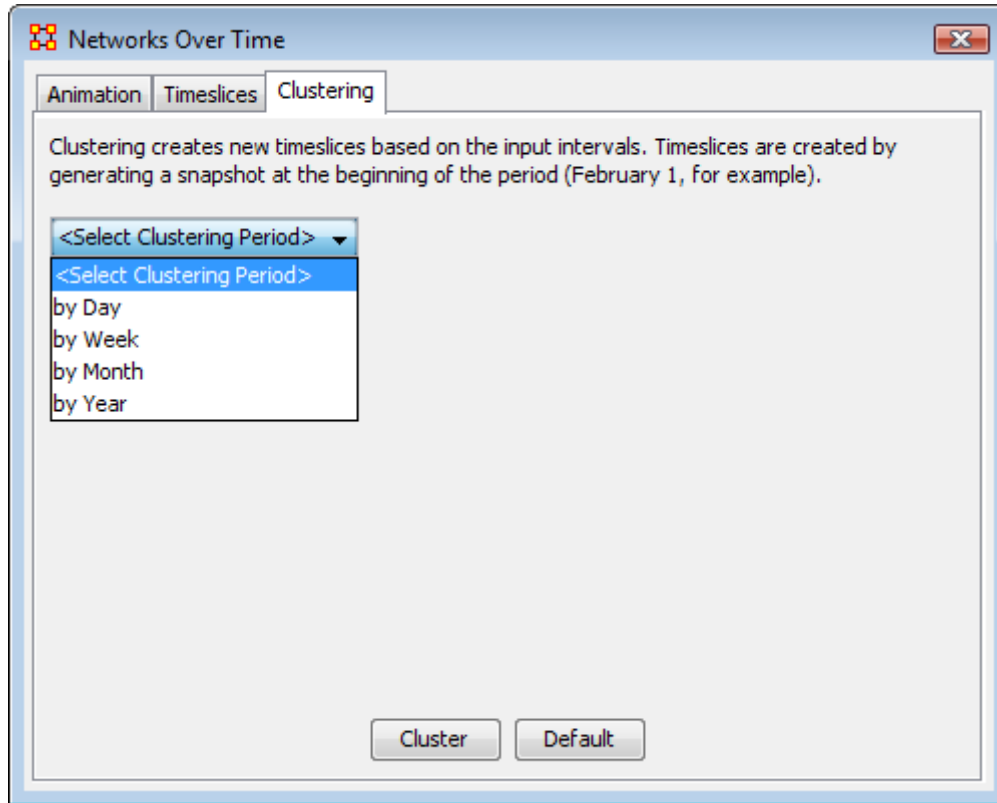 Networks Over Time
Animation Timeslices Clustering
Clustering creates new timeslices based on the input intervals. Timeslices are created by
generating a snapshot at the beginning of the period (February 1, for example).
<Select Clustering Period>
<Select Clustering Period>
by Day
by Week
by Month
by Year
Cluster Default